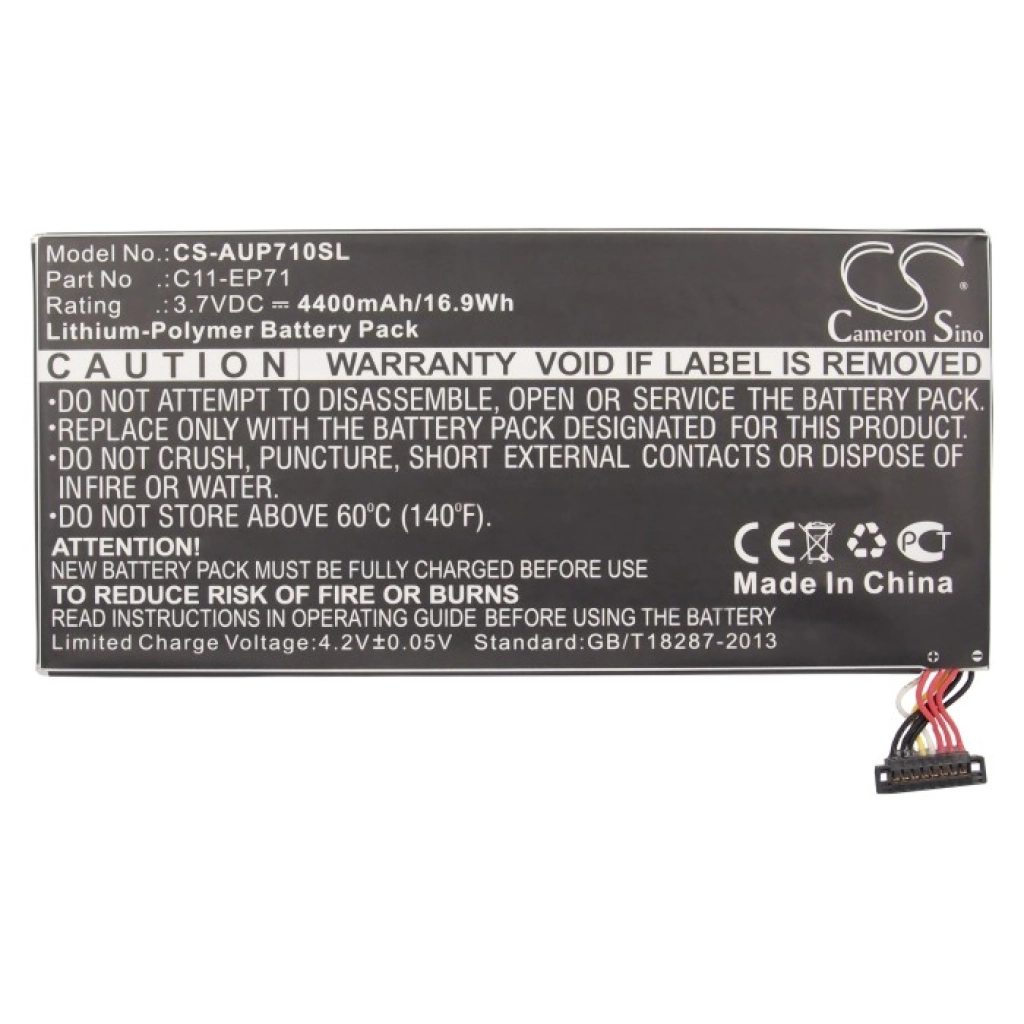 Model No.: CS-AUP710SL
Part No .: C11-EP71
Rating .: 3.7VDC ⎓ 4400mAh/16.9Wh
Lithium-Polymer Battery Pack
CS ®
Cameron Sino
CAUTION WARRANTY VOID IF LABEL IS REMOVED
•DO NOT ATTEMPT TO DISASSEMBLE, OPEN OR SERVICE THE BATTERY PACK.
•REPLACE ONLY WITH THE BATTERY PACK DESIGNATED FOR THIS PRODUCT.
•DO NOT CRUSH, PUNCTURE, SHORT EXTERNAL CONTACTS OR DISPOSE OF
INFIRE OR WATER.
•DO NOT STORE ABOVE 60°C (140°F).
ATTENTION!
NEW BATTERY PACK MUST BE FULLY CHARGED BEFORE USE
TO REDUCE RISK OF FIRE OR BURNS
READ INSTRUCTIONS IN OPERATING GUIDE BEFORE USING THE BATTERY
Limited Charge Voltage:4.2V±0.05V Standard:GB/T18287-2013
CE PCT
Made In China
+ −